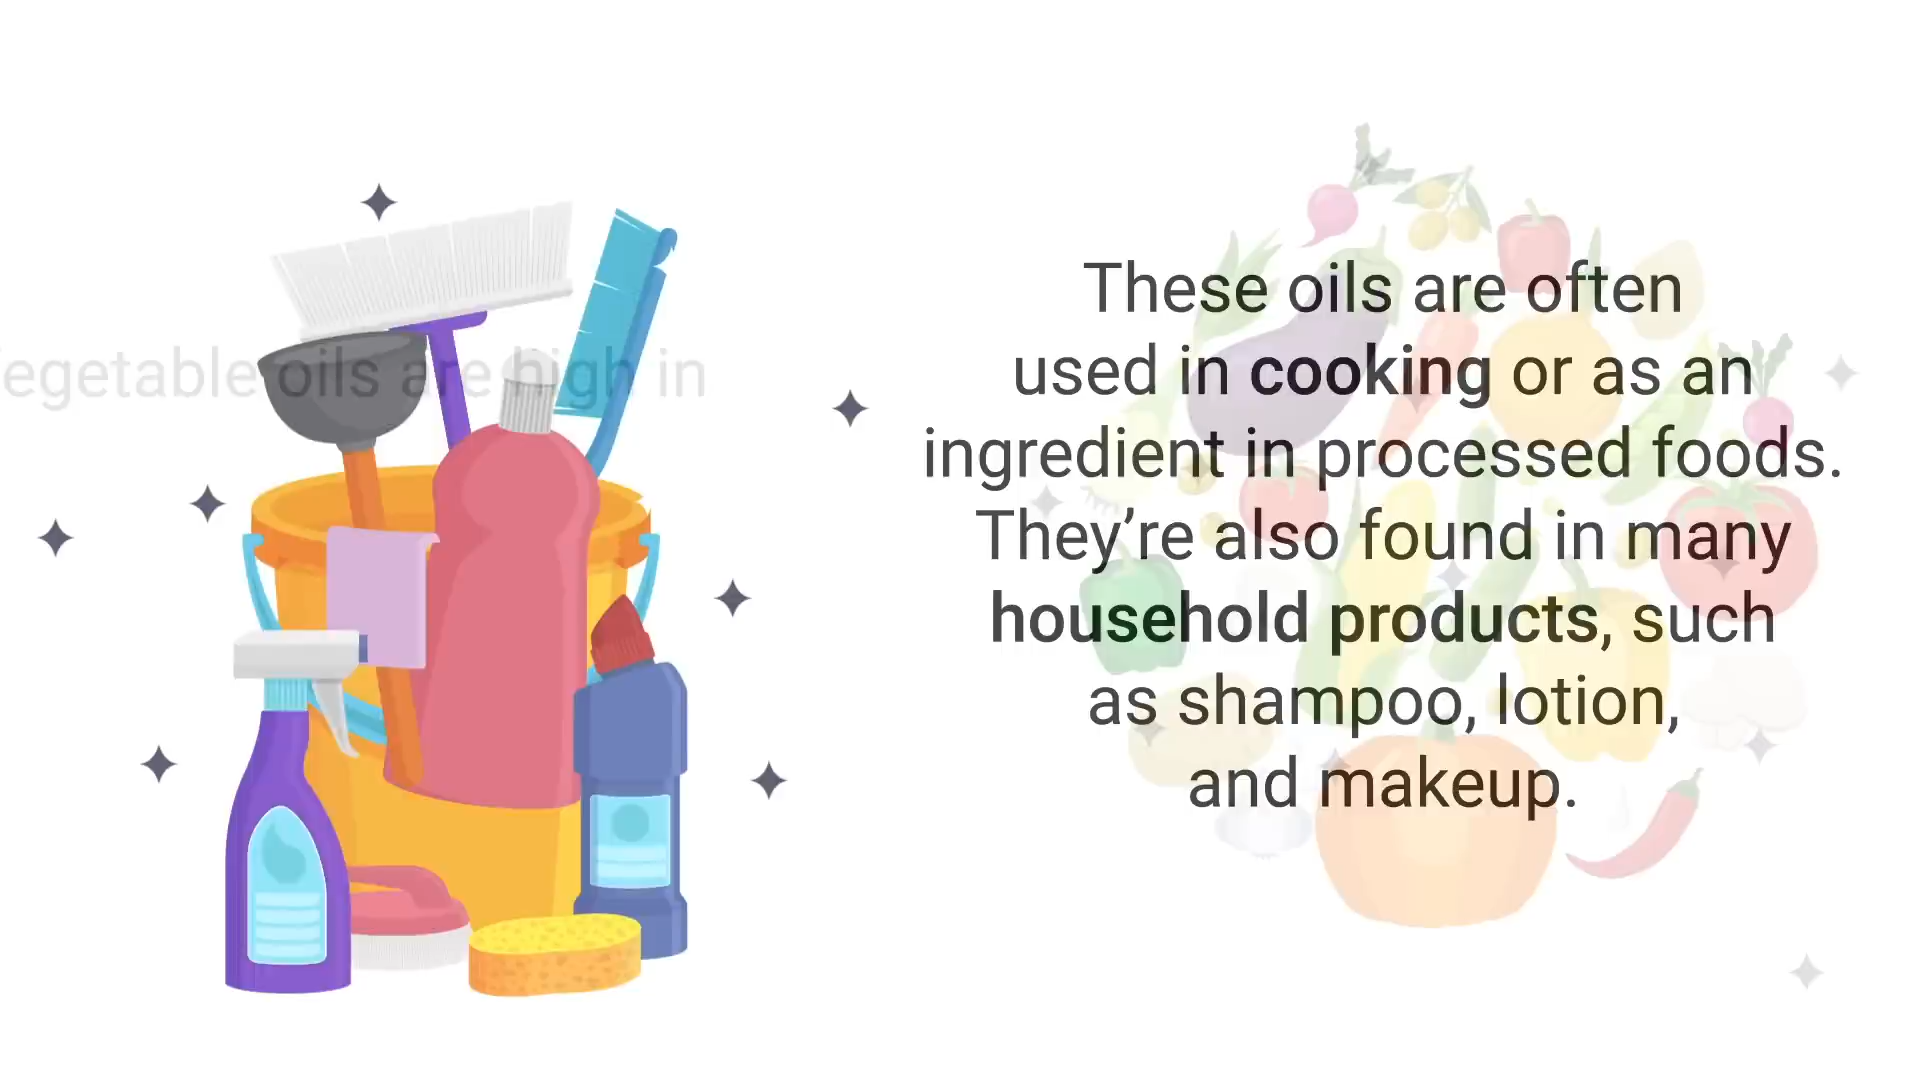 These oils are often
used in cooking or as an
ingredient in processed foods.
They’re also found in many
household products, such
as shampoo, lotion,
and makeup.
oils are high in